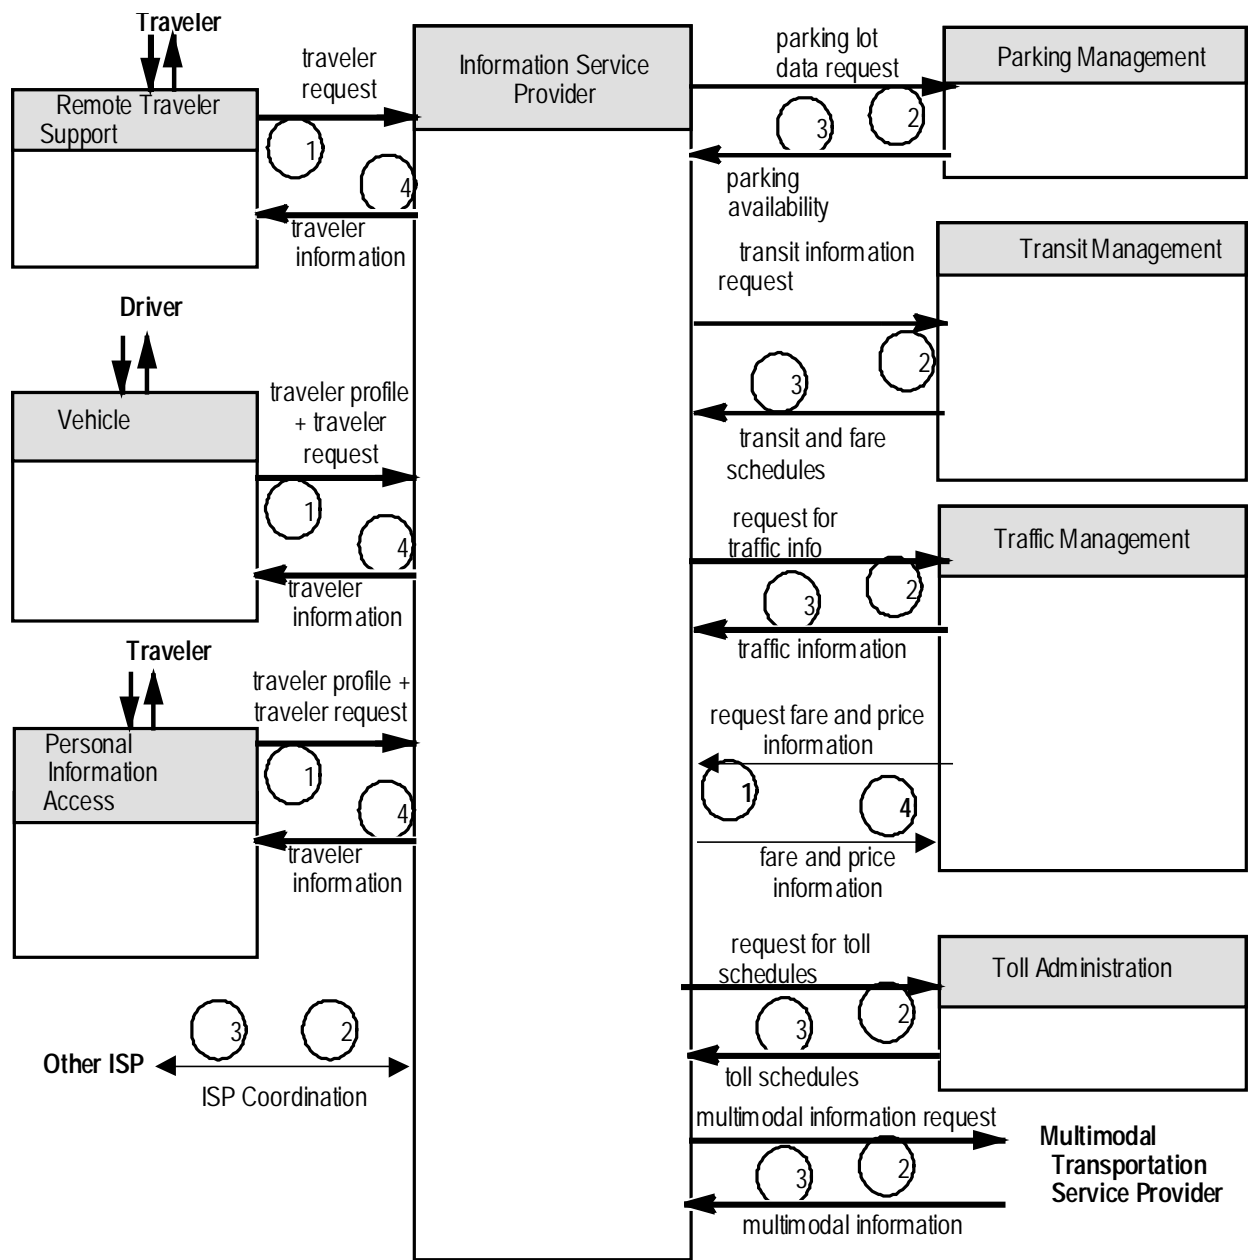 Traveler
Remote Traveler
Support
traveler
request
1
4
traveler
information
Driver
Vehicle
traveler profile
+ traveler
request
1
4
traveler
information
Traveler
Personal
Information
Access
traveler profile +
traveler request
1
4
traveler
information
3
2
Other ISP
ISP Coordination
Information Service
Provider
parking lot
data request
3
2
parking
availability
Parking Management
transit information
request
2
3
transit and fare
schedules
Transit Management
request for
traffic info
3
2
traffic information
request fare and price
information
1
4
fare and price
information
Traffic Management
request for toll
schedules
3
2
toll schedules
Toll Administration
multimodal information request
3
2
multimodal information
Multimodal
Transportation
Service Provider